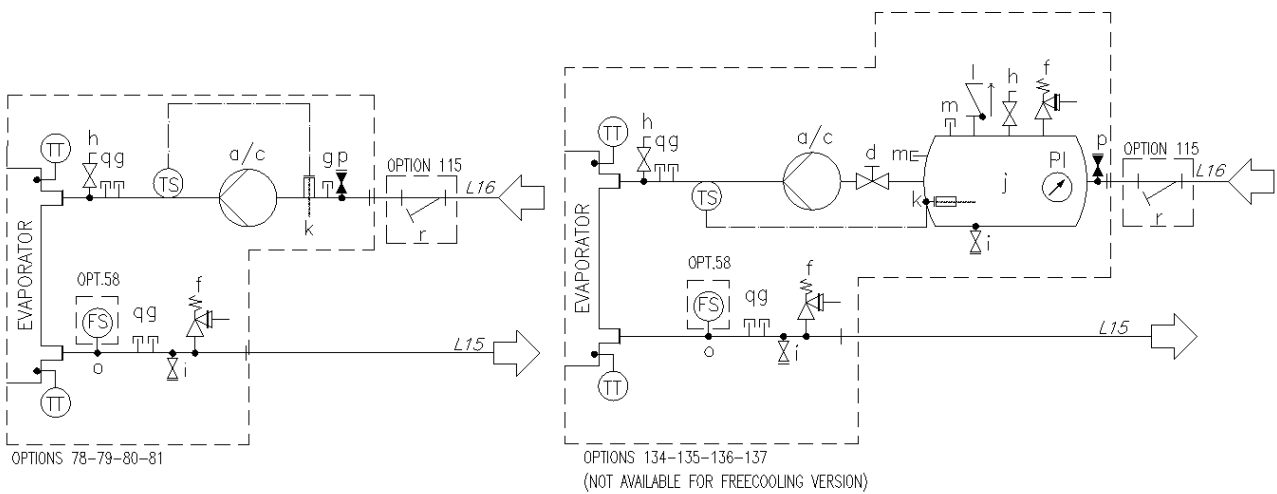 TT
h
qg
TS
a/c
k
gp
OPTION 115
L16
r
EVAPORATOR
OPT.58
FS
o
qg
i
f
L15
TT
OPTIONS 78-79-80-81
TT
h
qg
TS
a/c
d
m
m
l
h
f
k
j
PI
i
p
OPTION 115
L16
r
EVAPORATOR
OPT.58
FS
o
qg
i
f
L15
TT
OPTIONS 134-135-136-137
(NOT AVAILABLE FOR FREECOOLING VERSION)